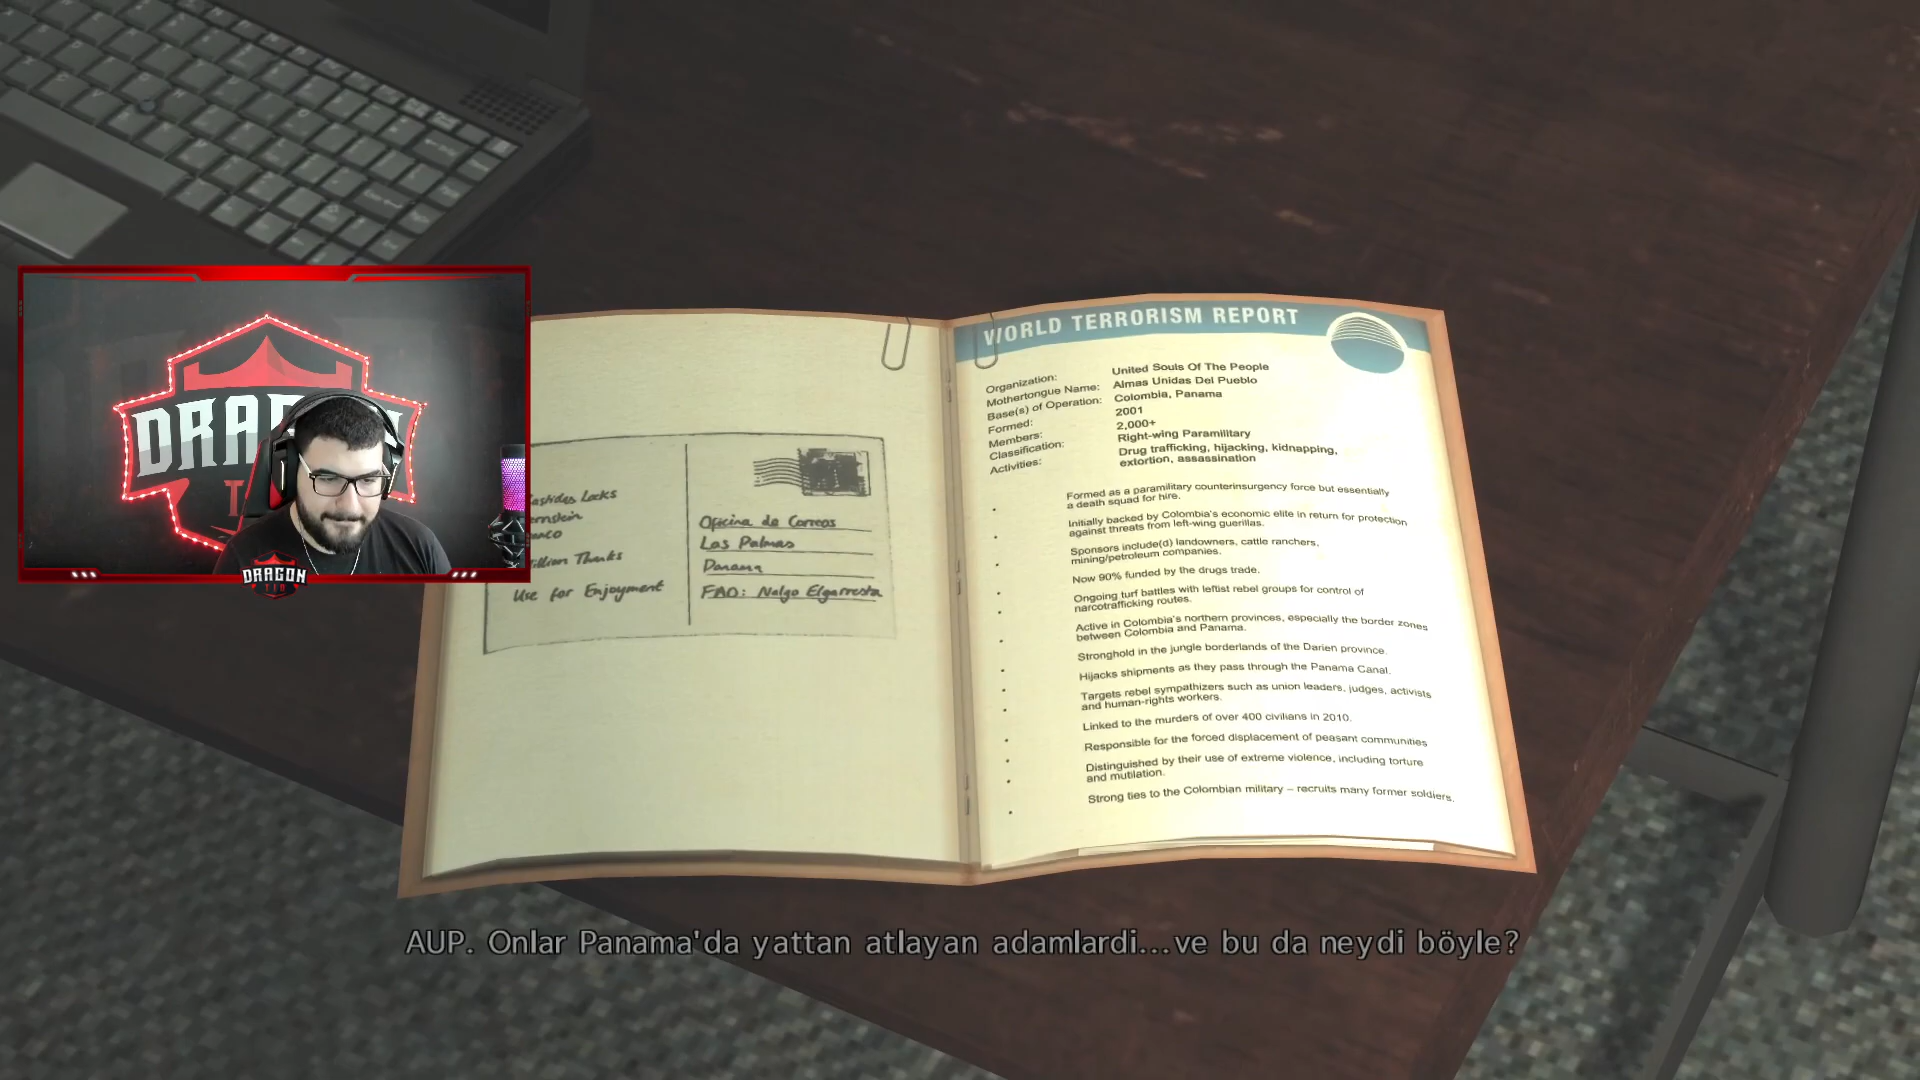 DRAGON
DRAGON
WORLD TERRORISM REPORT
Organization: United Souls Of The People
Mothertongue Name: Almas Unidas Del Pueblo
Base(s) of Operation: Colombia, Panama
Formed: 2001
Members: 2,000+
Classification: Right-wing Paramilitary
Activities: Drug trafficking, hijacking, kidnapping,
extortion, assassination
Formed as a paramilitary counterinsurgency force but essentially
a death squad for hire.
Initially backed by Colombia's economic elite in return for protection
against threats from left-wing guerillas.
Sponsors include(d) landowners, cattle ranchers,
mining/petroleum companies.
Now 90% funded by the drugs trade.
Ongoing turf battles with leftist rebel groups for control of
narcotrafficking routes.
Active in Colombia's northern provinces, especially the border zones
between Colombia and Panama.
Stronghold in the jungle borderlands of the Darien province.
Hijacks shipments as they pass through the Panama Canal.
Targets rebel sympathizers such as union leaders, judges, activists
and human-rights workers.
Linked to the murders of over 400 civilians in 2010.
Responsible for the forced displacement of peasant communities
Distinguished by their use of extreme violence, including torture
and mutilation.
Strong ties to the Colombian military – recruits many former soldiers.
Locks
Thanks
Use for Enjoyment
Oficina de Correos
Las Palmas
Panama
FAO: Nalgo Elgarresta
AUP. Onlar Panama'da yattan atlayan adamlardi...ve bu da neydi böyle?